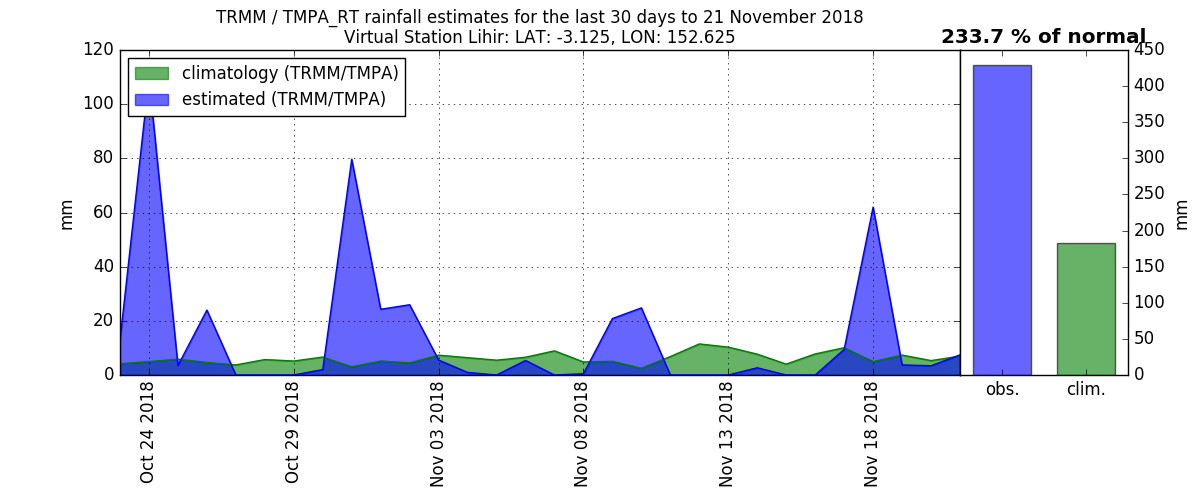 TRMM / TMPA_RT rainfall estimates for the last 30 days to 21 November 2018
Virtual Station Lihir: LAT: -3.125, LON: 152.625
233.7 % of normal
climatology (TRMM/TMPA)
estimated (TRMM/TMPA)
120
100
80
60
40
20
0
mm
Oct 24 2018
Oct 29 2018
Nov 03 2018
Nov 08 2018
Nov 13 2018
Nov 18 2018
450
400
350
300
250
200
150
100
50
0
mm
obs.
clim.